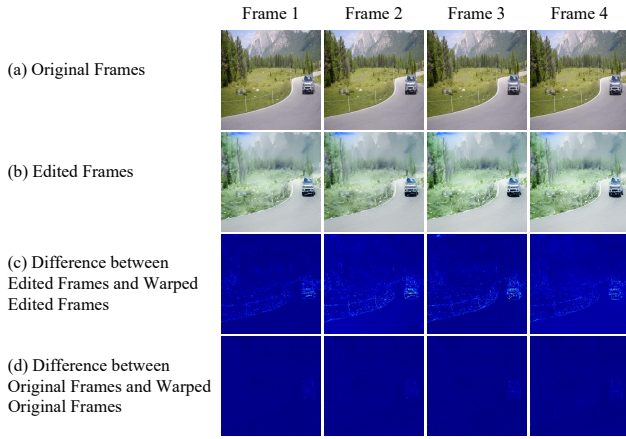 Frame 1 Frame 2 Frame 3 Frame 4
(a) Original Frames
(b) Edited Frames
(c) Difference between
Edited Frames and Warped
Edited Frames
(d) Difference between
Original Frames and Warped
Original Frames